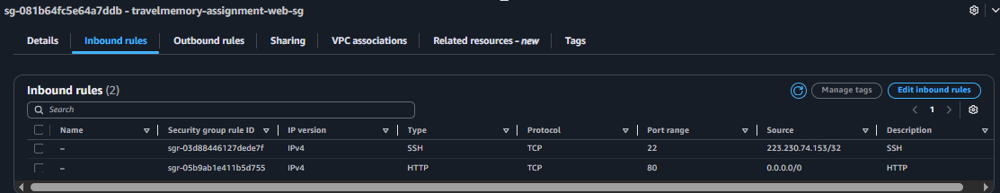 sg-081b64fc5e64a7ddb - travelmemory-assignment-web-sg
Details Inbound rules Outbound rules Sharing VPC associations Related resources - new Tags
Inbound rules (2)
Manage tags Edit inbound rules
Search
1
Name Security group rule ID IP version Type Protocol Port range Source Description
– sgr-03d88446127dede7f IPv4 SSH TCP 22 223.230.74.153/32 SSH
– sgr-05b9ab1e411b5d755 IPv4 HTTP TCP 80 0.0.0.0/0 HTTP